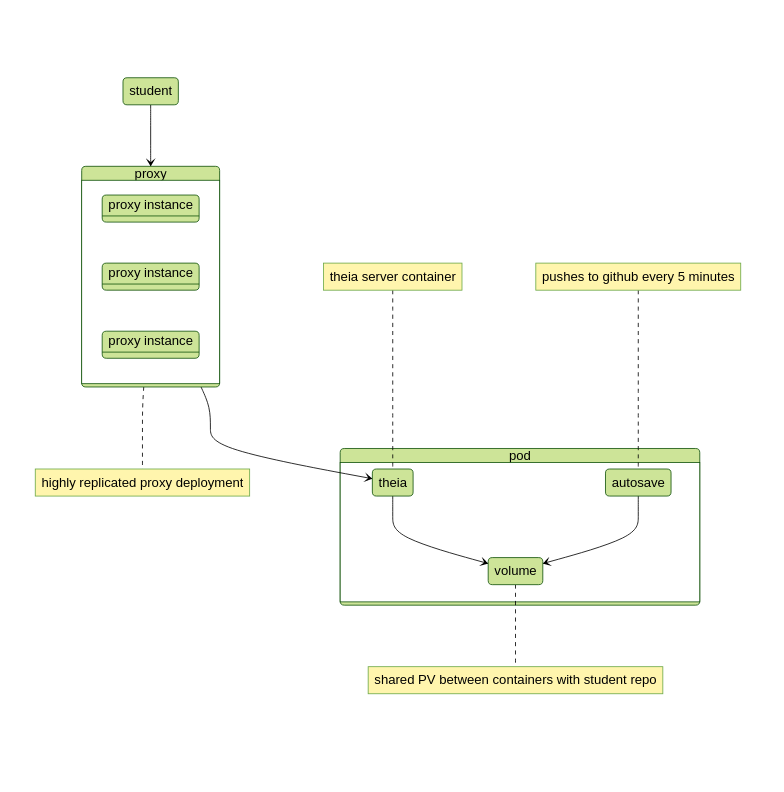 student
proxy
proxy instance
proxy instance
proxy instance
theia server container
pushes to github every 5 minutes
highly replicated proxy deployment
pod
theia
autosave
volume
shared PV between containers with student repo